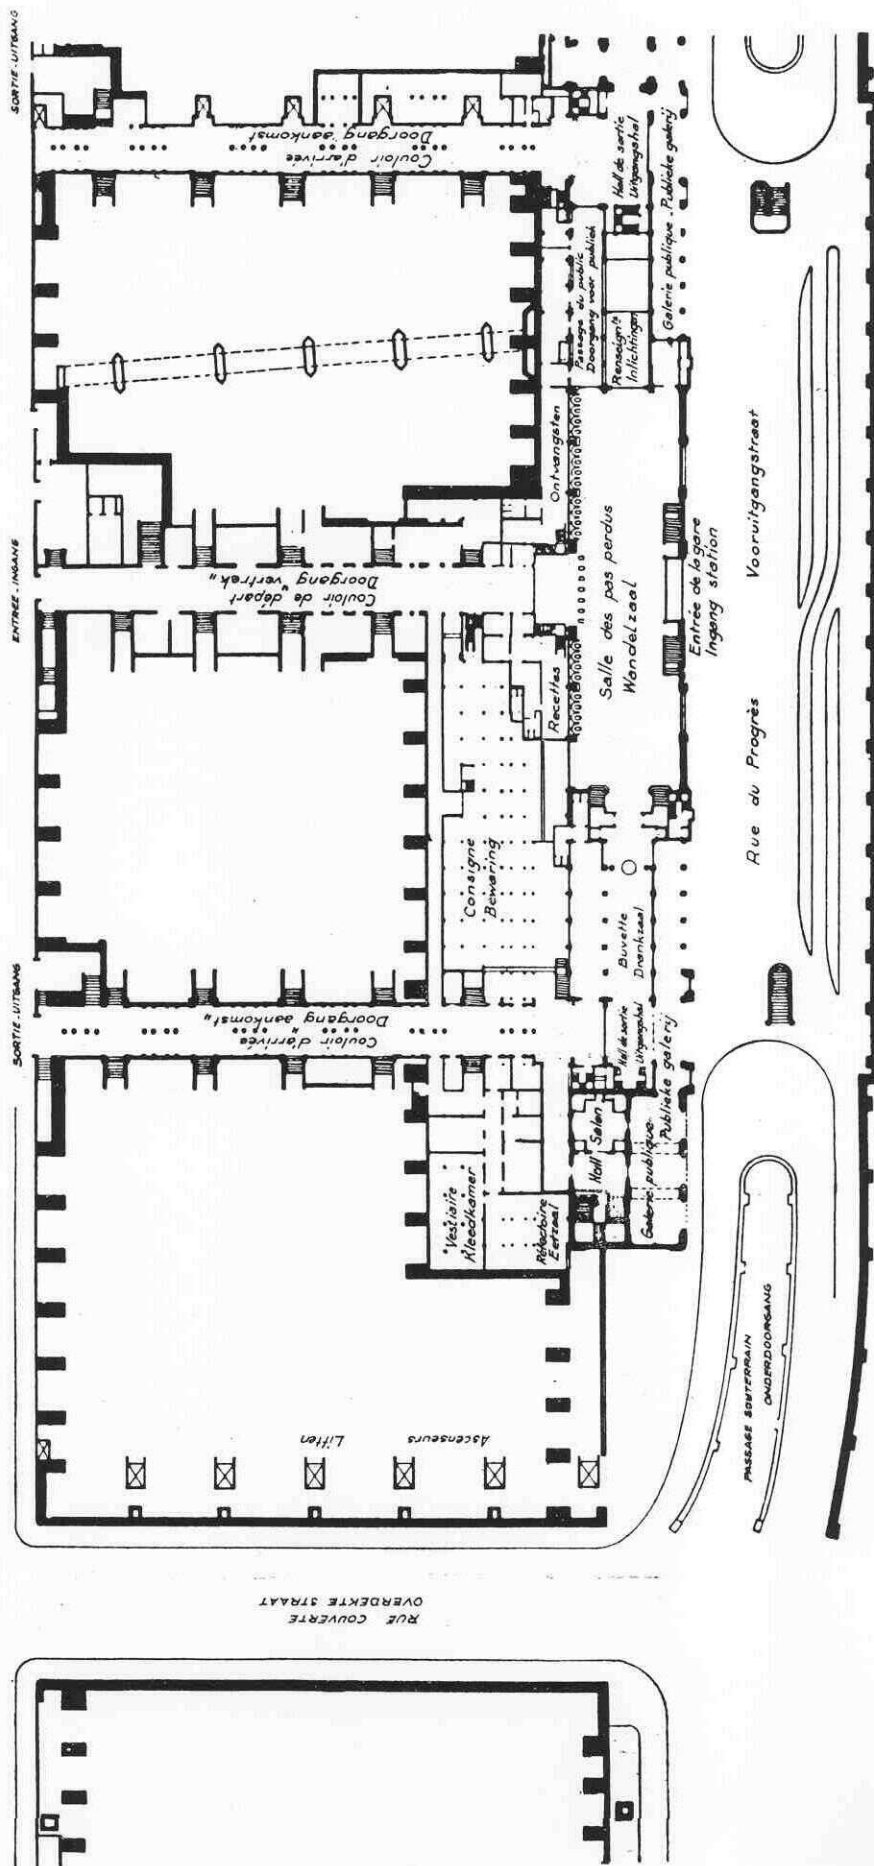 SORTIE - UITGANG
Couloir d'arrivée
Doorgang "aankomst"
Hall de sortie
Uitgangshal
Galerie publique - Publieke galerij
Passage du public
Doorgang voor publiek
Renseign.ts
Inlichtingen
Ontvangsten
ENTREE - INGANG
Couloir de départ
Doorgang "vertrek"
Salle des pas perdus
Wandelzaal
Entrée de la gare
Ingang station
Recettes
Rue du Progrès
Vooruitgangstraat
Consigne
Bewaring
Buvette
Drankzaal
SORTIE - UITGANG
Couloir d'arrivée
Doorgang "aankomst"
Hall de sortie
Uitgangshal
Galerie publique
Publieke galerij
Hall
Salon
Vestiaire
Kleedkamer
Réfectoire
Eetzaal
Ascenseurs
Liften
PASSAGE SOUTERRAIN
ONDERDOORGANG
RUE COUVERTE
OVERDEKTE STRAAT